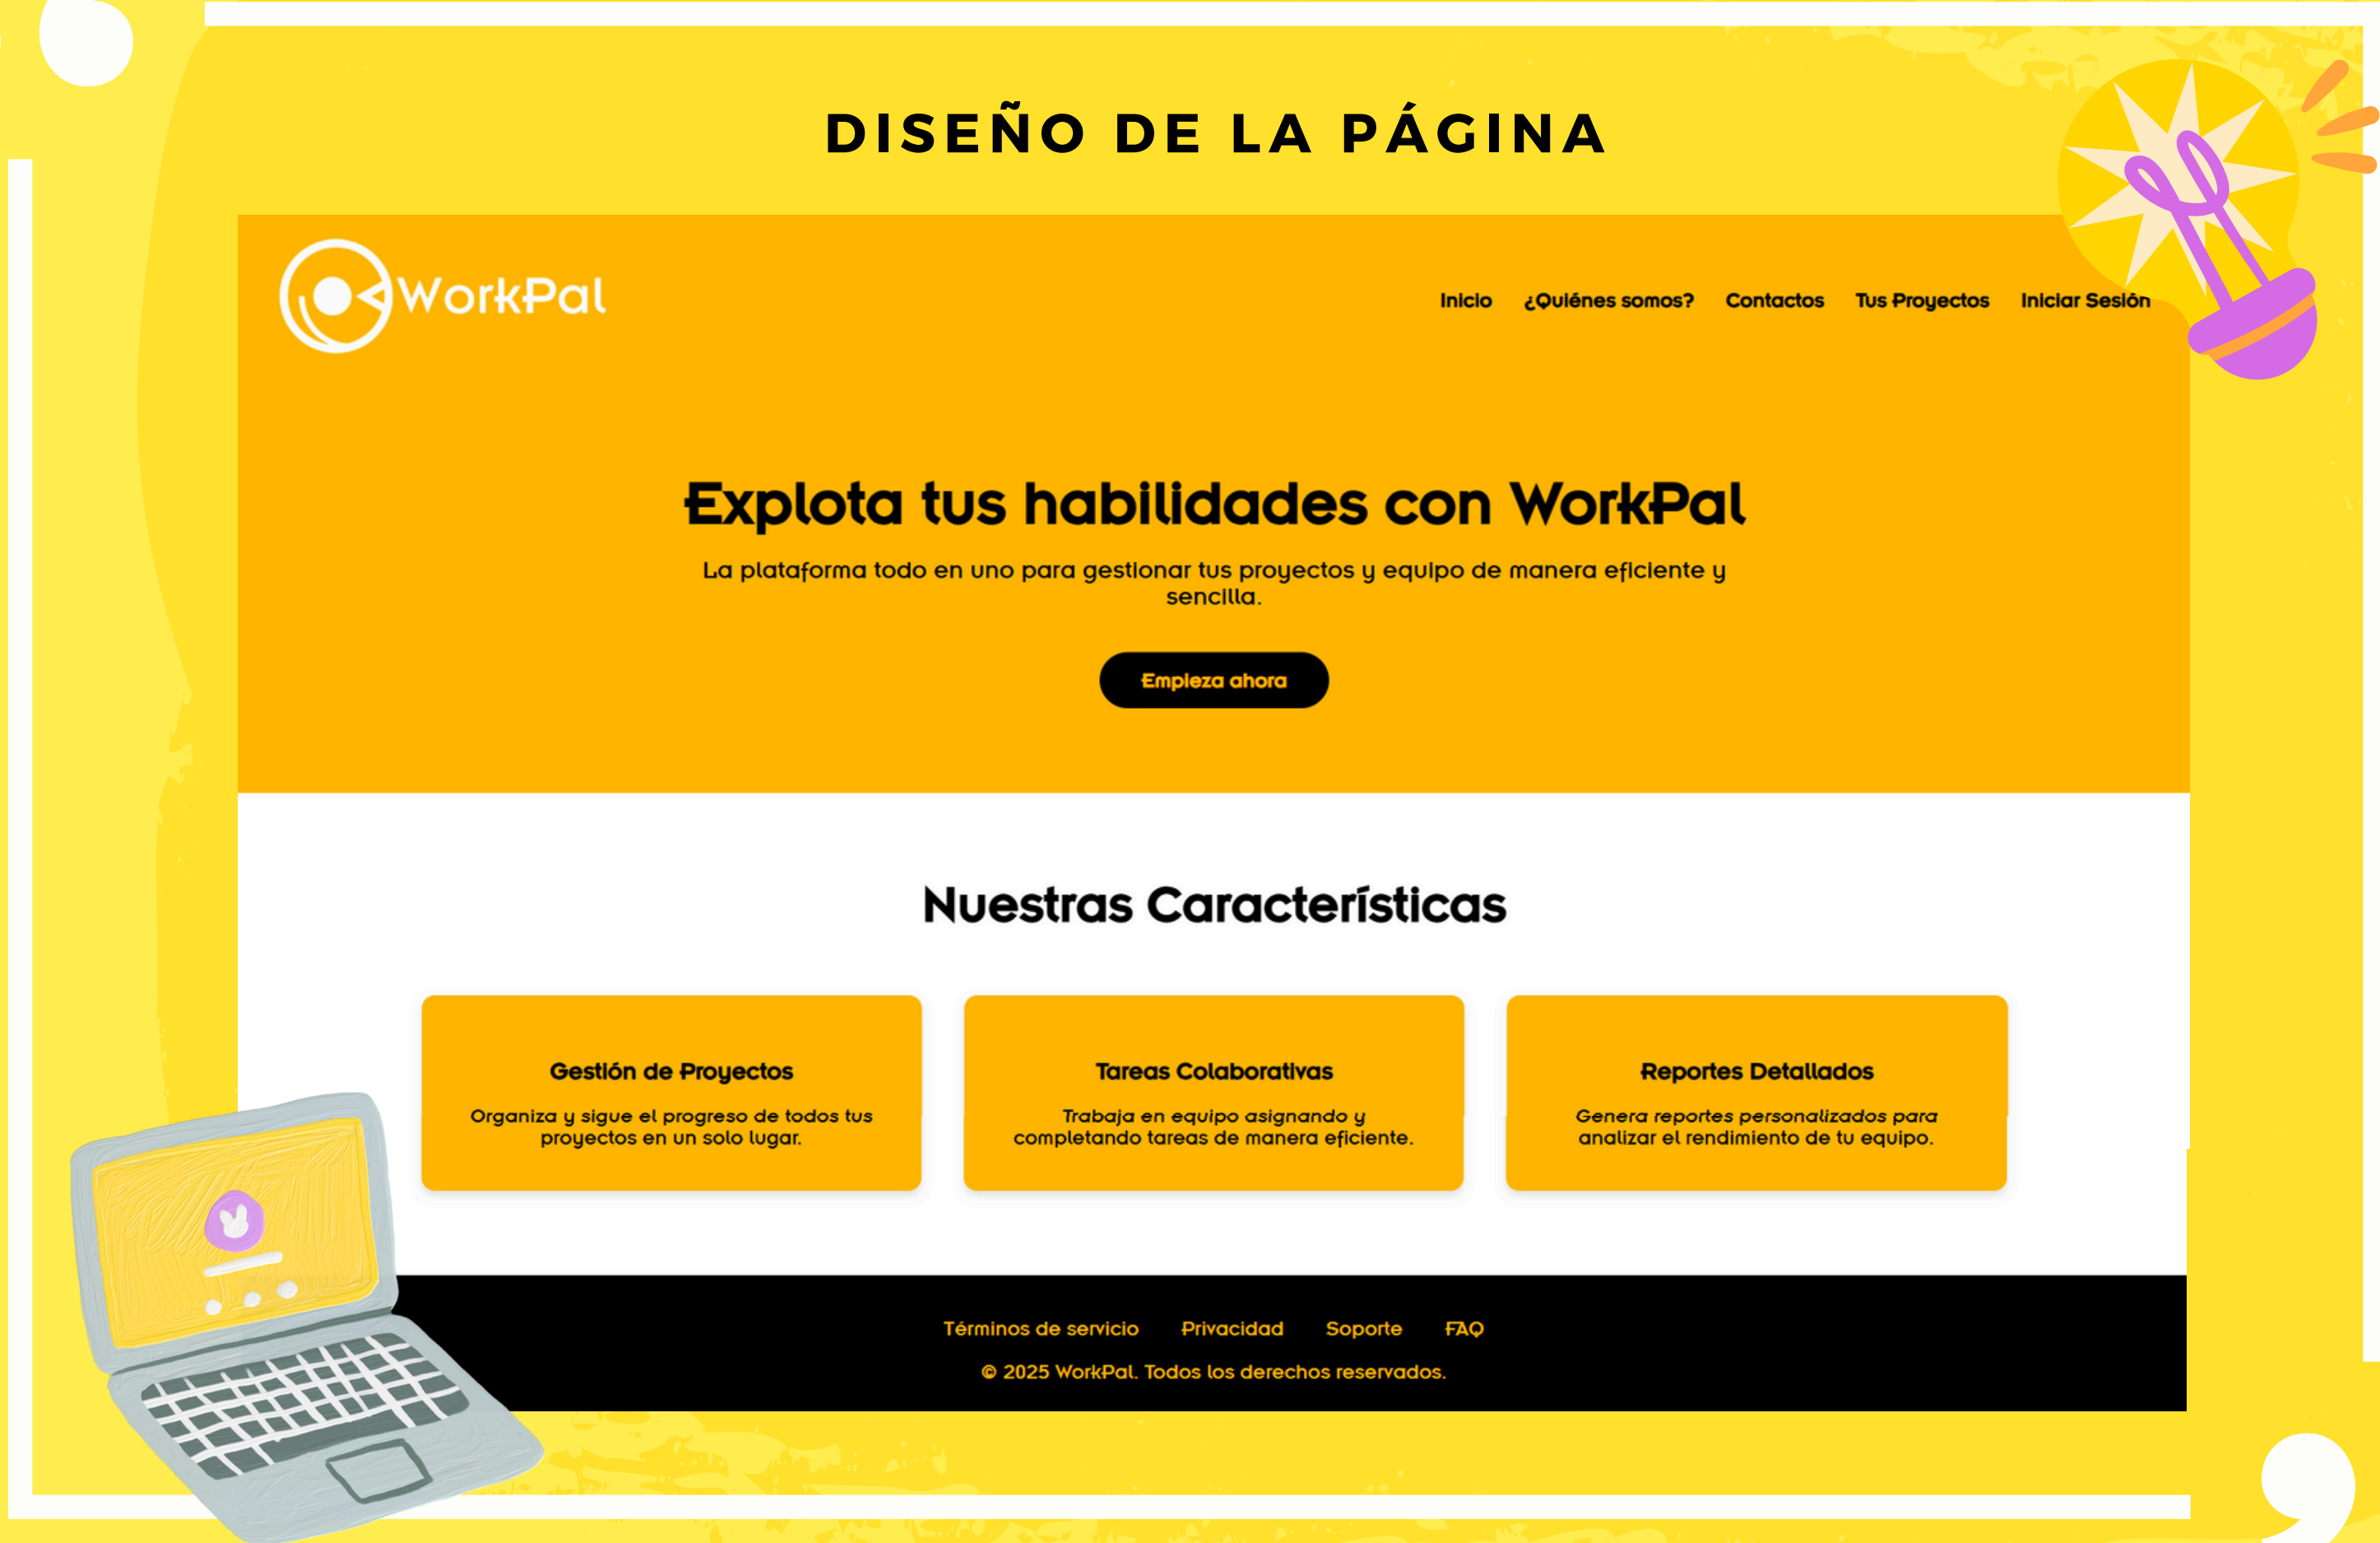 DISEÑO DE LA PÁGINA
WorkPal
Inicio ¿Quiénes somos? Contactos Tus Proyectos Iniciar Sesión
Explota tus habilidades con WorkPal
La plataforma todo en uno para gestionar tus proyectos y equipo de manera eficiente y
sencilla.
Empieza ahora
Nuestras Características
Gestión de Proyectos
Organiza y sigue el progreso de todos tus
proyectos en un solo lugar.
Tareas Colaborativas
Trabaja en equipo asignando y
completando tareas de manera eficiente.
Reportes Detallados
Genera reportes personalizados para
analizar el rendimiento de tu equipo.
Términos de servicio Privacidad Soporte FAQ
© 2025 WorkPal. Todos los derechos reservados.